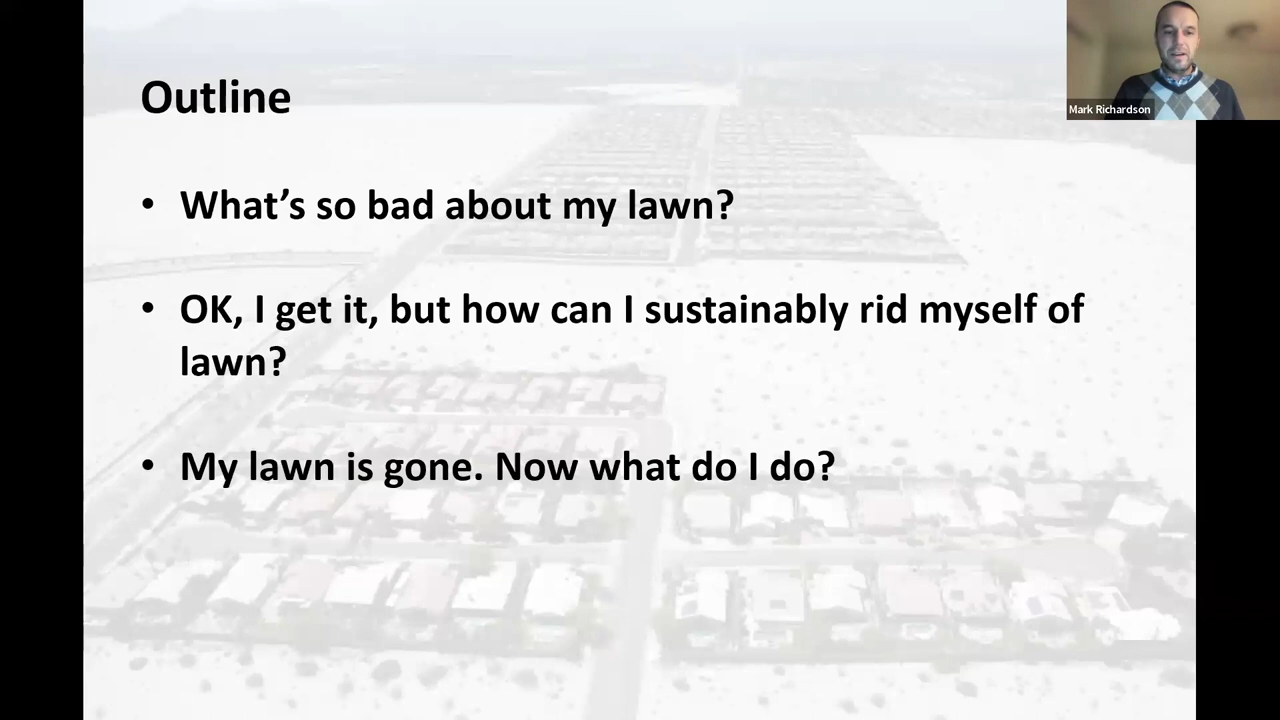 Outline
Mark Richardson
• What’s so bad about my lawn?
• OK, I get it, but how can I sustainably rid myself of
lawn?
• My lawn is gone. Now what do I do?